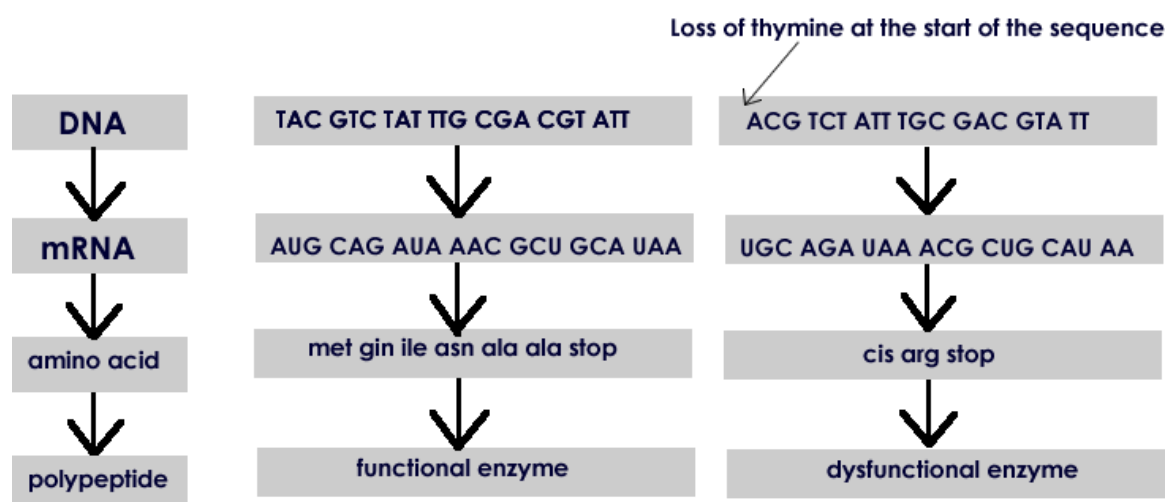 Loss of thymine at the start of the sequence
DNA
TAC GTC TAT TTG CGA CGT ATT
ACG TCT ATT TGC GAC GTA TT
mRNA
AUG CAG AUA AAC GCU GCA UAA
UGC AGA UAA ACG CUG CAU AA
amino acid
met gin ile asn ala ala stop
cis arg stop
polypeptide
functional enzyme
dysfunctional enzyme